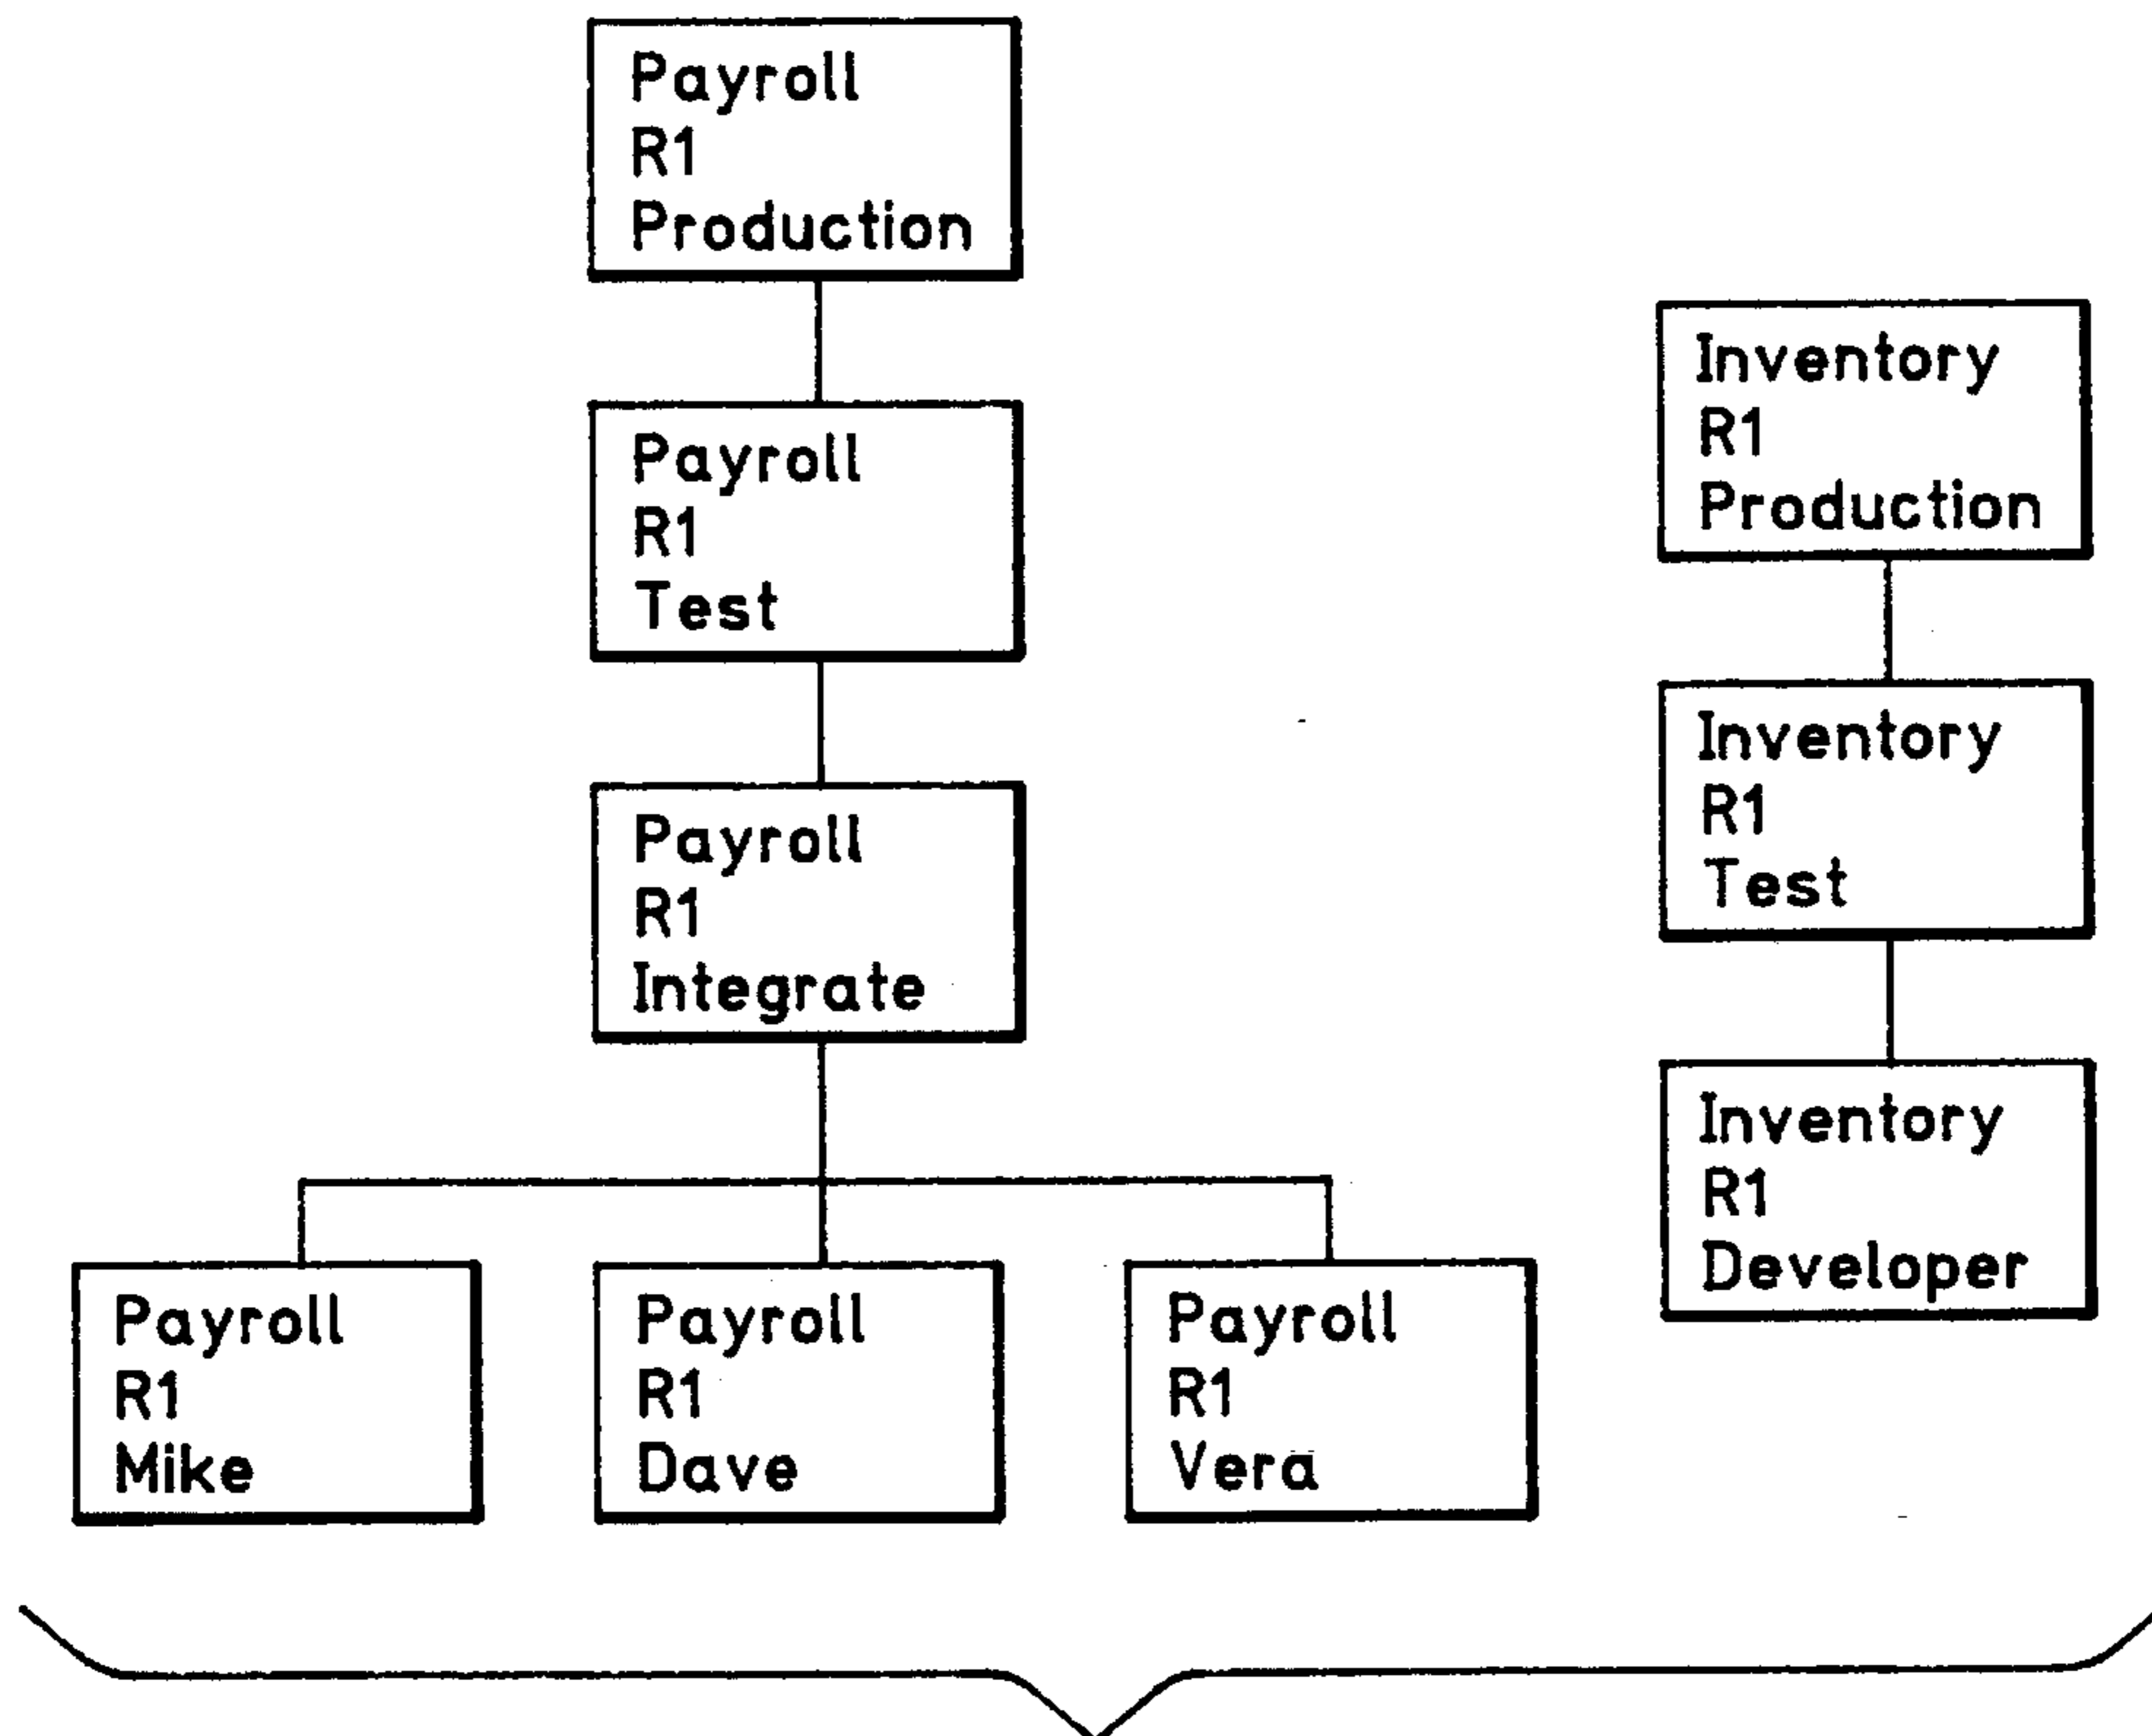 Payroll
R1
Production
Payroll
R1
Test
Payroll
R1
Integrate
Payroll
R1
Mike
Payroll
R1
Dave
Payroll
R1
Vera
Inventory
R1
Production
Inventory
R1
Test
Inventory
R1
Developer